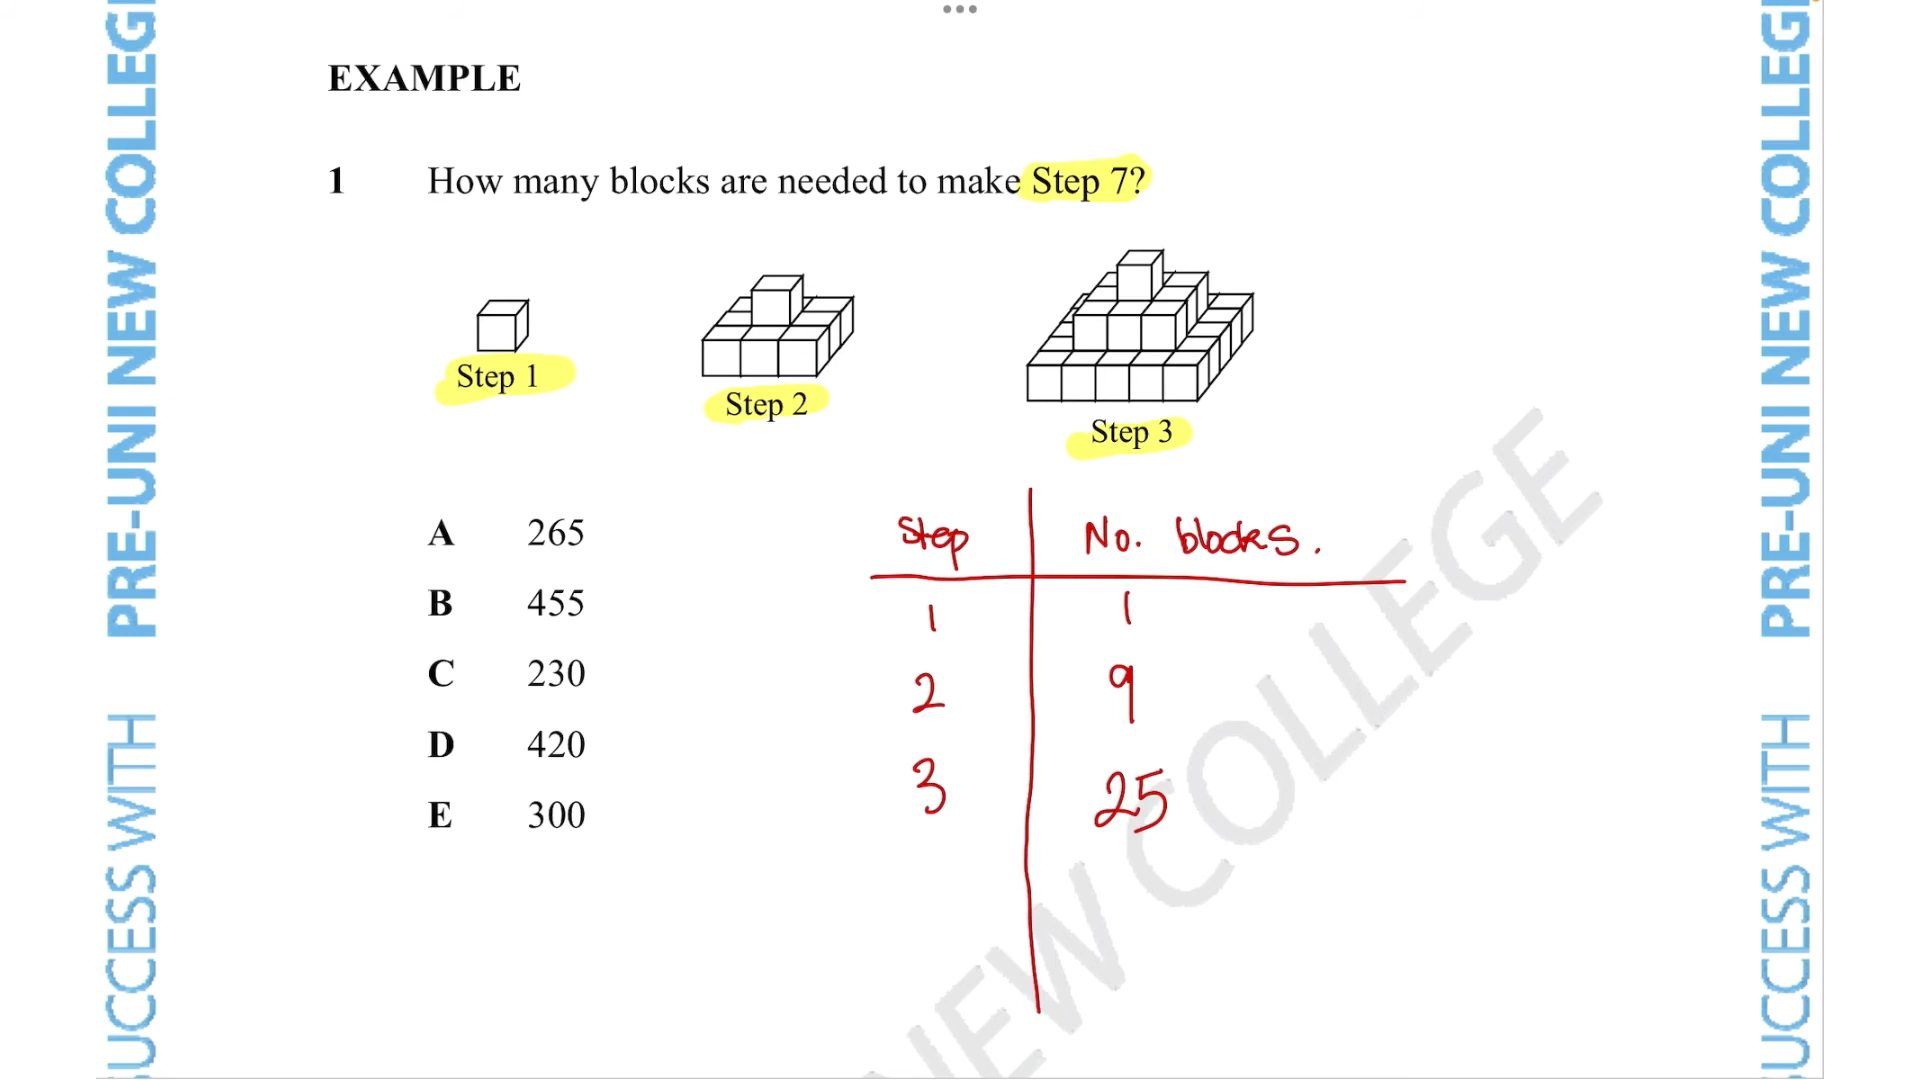 EXAMPLE
1 How many blocks are needed to make Step 7?
Step 1
Step 2
Step 3
A 265
B 455
C 230
D 420
E 300
Step No. blocks.
1 1
2 9
3 25
SUCCESS WITH PRE-UNI NEW COLLEGE
SUCCESS WITH PRE-UNI NEW COLLEGE
NEW COLLEGE